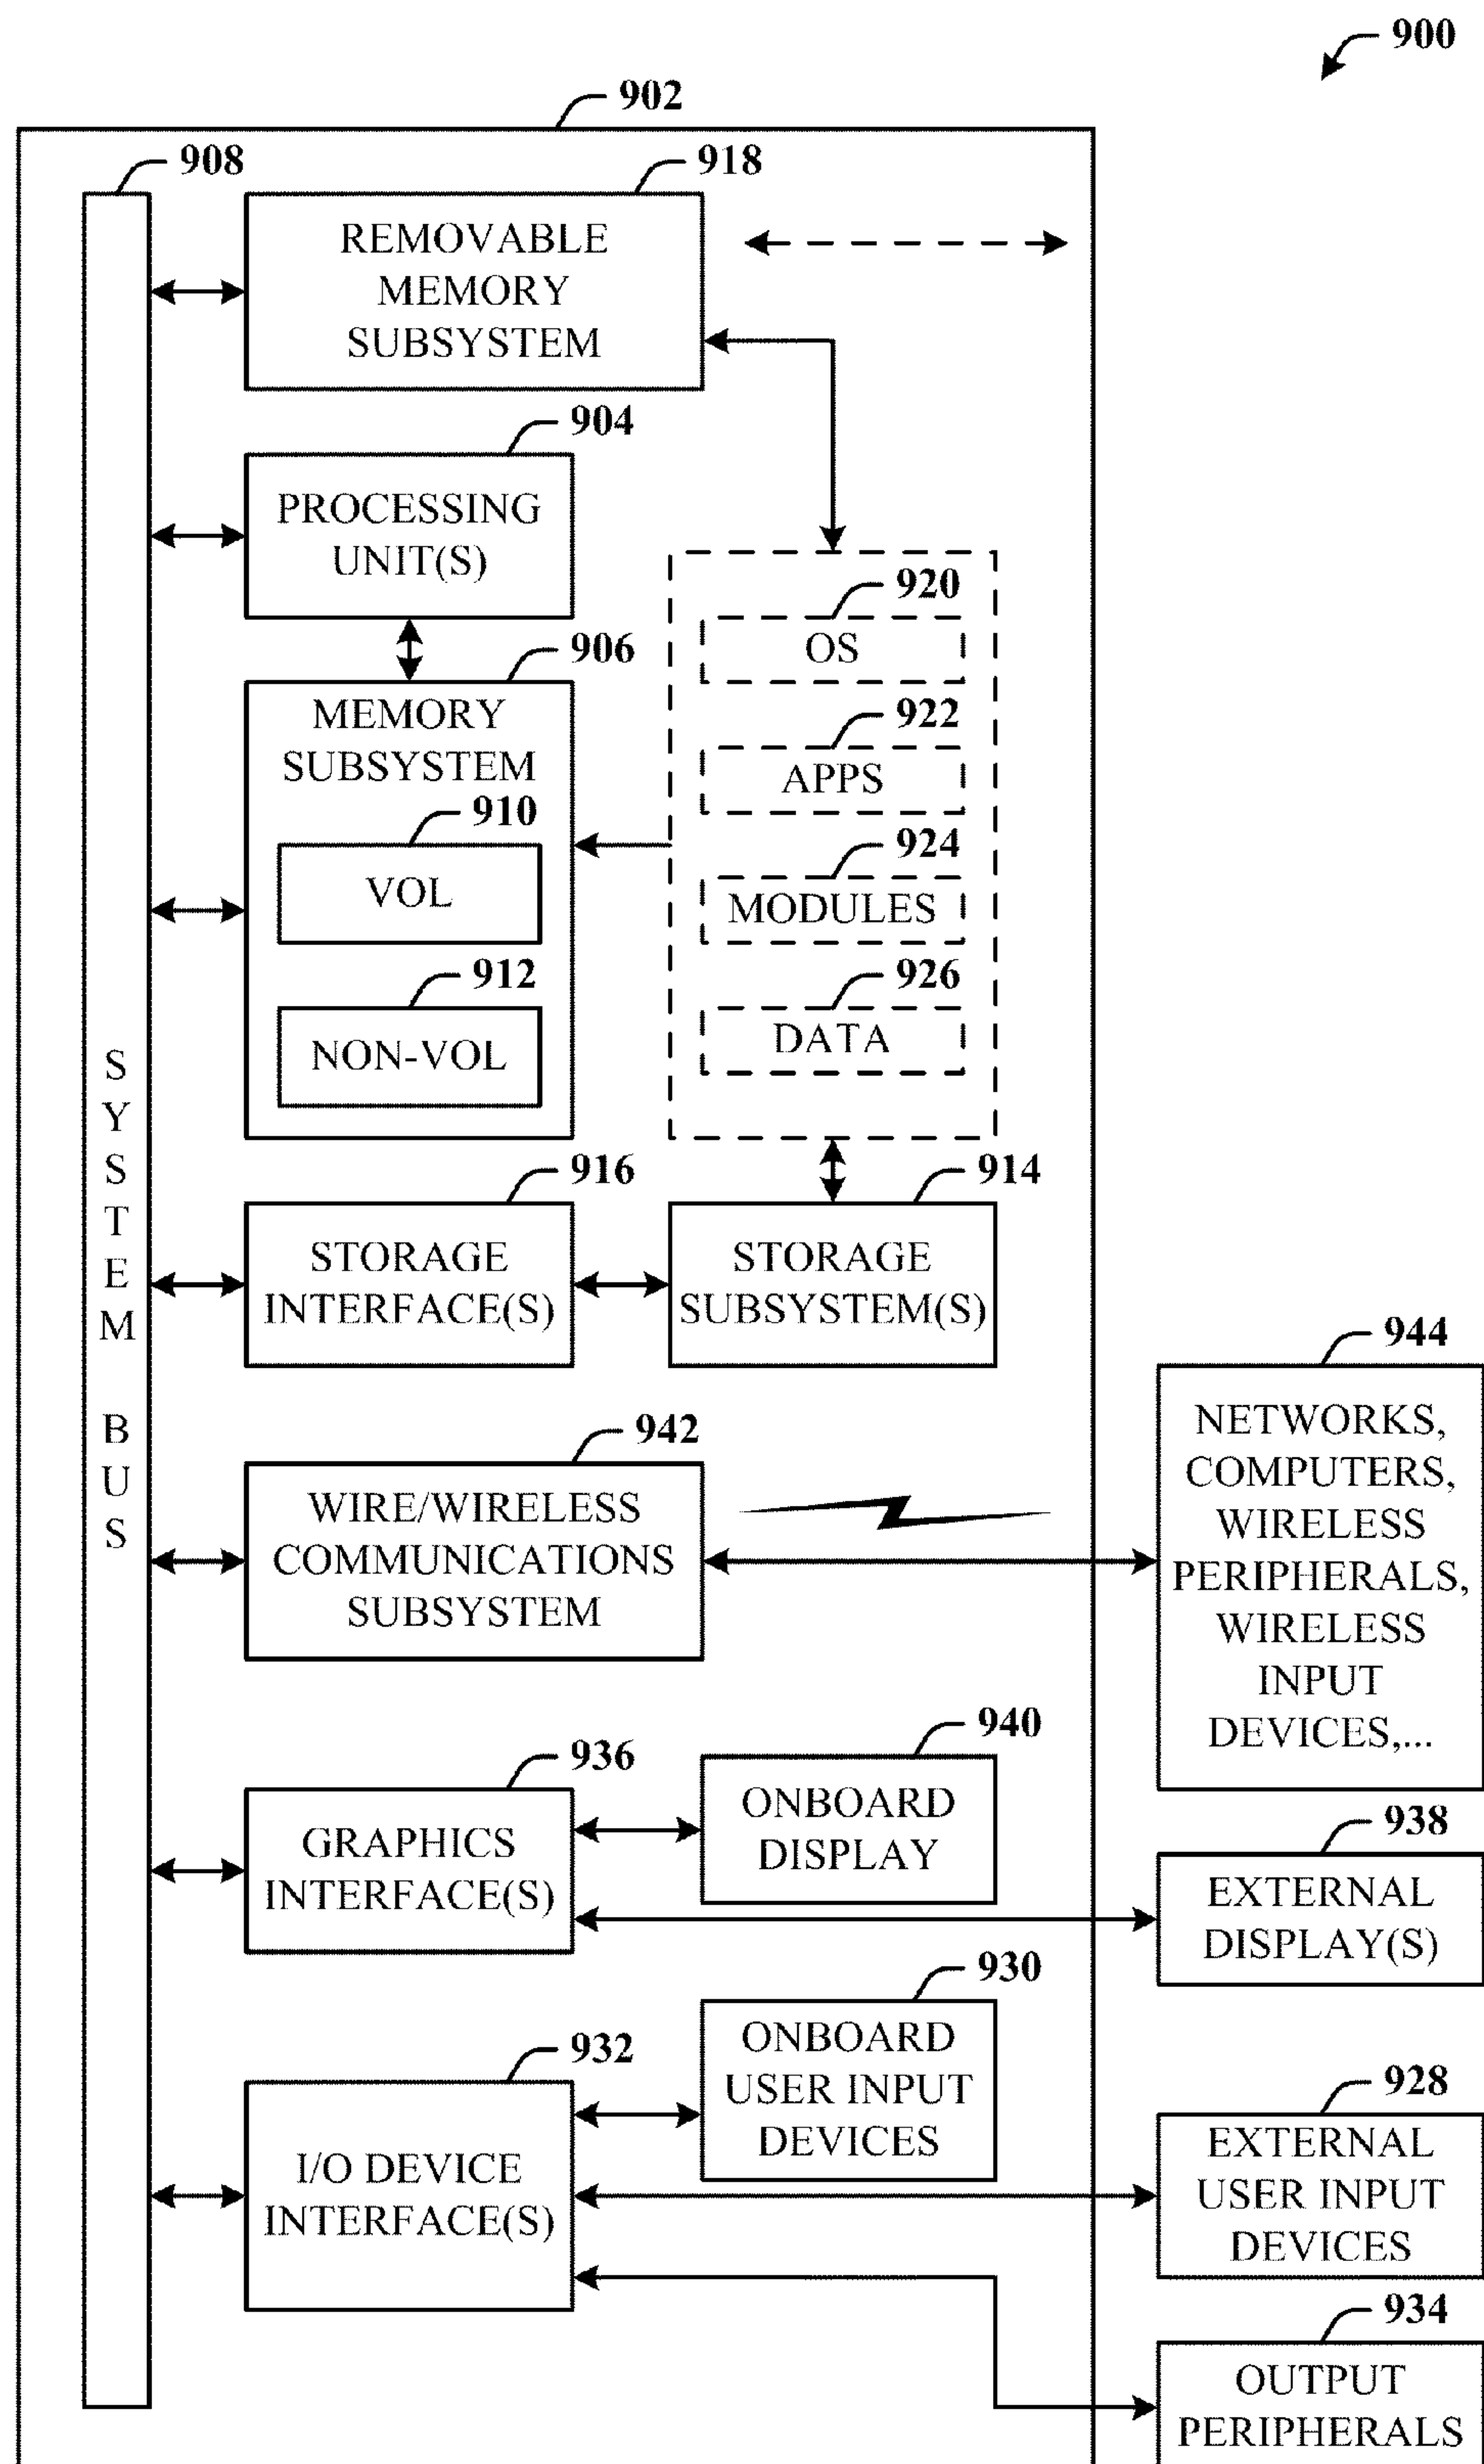 900
902
908
918
REMOVABLE
MEMORY
SUBSYSTEM
904
PROCESSING
UNIT(S)
906
MEMORY
SUBSYSTEM
910
VOL
912
NON-VOL
920
OS
922
APPS
924
MODULES
926
DATA
916
STORAGE
INTERFACE(S)
914
STORAGE
SUBSYSTEM(S)
SYSTEM BUS
942
WIRE/WIRELESS
COMMUNICATIONS
SUBSYSTEM
944
NETWORKS,
COMPUTERS,
WIRELESS
PERIPHERALS,
WIRELESS
INPUT
DEVICES,...
936
GRAPHICS
INTERFACE(S)
940
ONBOARD
DISPLAY
938
EXTERNAL
DISPLAY(S)
932
I/O DEVICE
INTERFACE(S)
930
ONBOARD
USER INPUT
DEVICES
928
EXTERNAL
USER INPUT
DEVICES
934
OUTPUT
PERIPHERALS